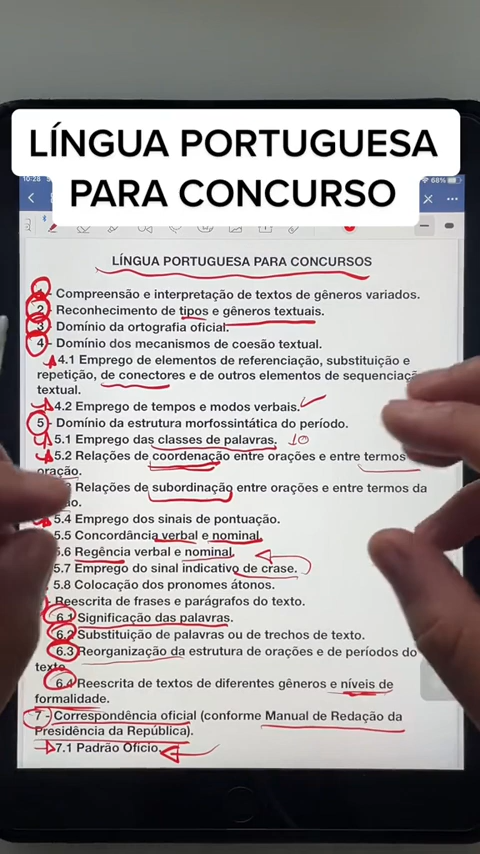 LÍNGUA PORTUGUESA
PARA CONCURSO
10:28
68%
LÍNGUA PORTUGUESA PARA CONCURSOS
1- Compreensão e interpretação de textos de gêneros variados.
2- Reconhecimento de tipos e gêneros textuais.
3- Domínio da ortografia oficial.
4- Domínio dos mecanismos de coesão textual.
4.1 Emprego de elementos de referenciação, substituição e
repetição, de conectores e de outros elementos de sequenciação
textual.
4.2 Emprego de tempos e modos verbais.
5- Domínio da estrutura morfossintática do período.
5.1 Emprego das classes de palavras. 10
5.2 Relações de coordenação entre orações e entre termos
oração.
Relações de subordinação entre orações e entre termos da
5.4 Emprego dos sinais de pontuação.
5.5 Concordância verbal e nominal.
5.6 Regência verbal e nominal.
5.7 Emprego do sinal indicativo de crase.
5.8 Colocação dos pronomes átonos.
Reescrita de frases e parágrafos do texto.
6.1 Significação das palavras.
6.2 Substituição de palavras ou de trechos de texto.
6.3 Reorganização da estrutura de orações e de períodos do
texto.
6.4 Reescrita de textos de diferentes gêneros e níveis de
formalidade.
7- Correspondência oficial (conforme Manual de Redação da
Presidência da República).
7.1 Padrão Ofício.